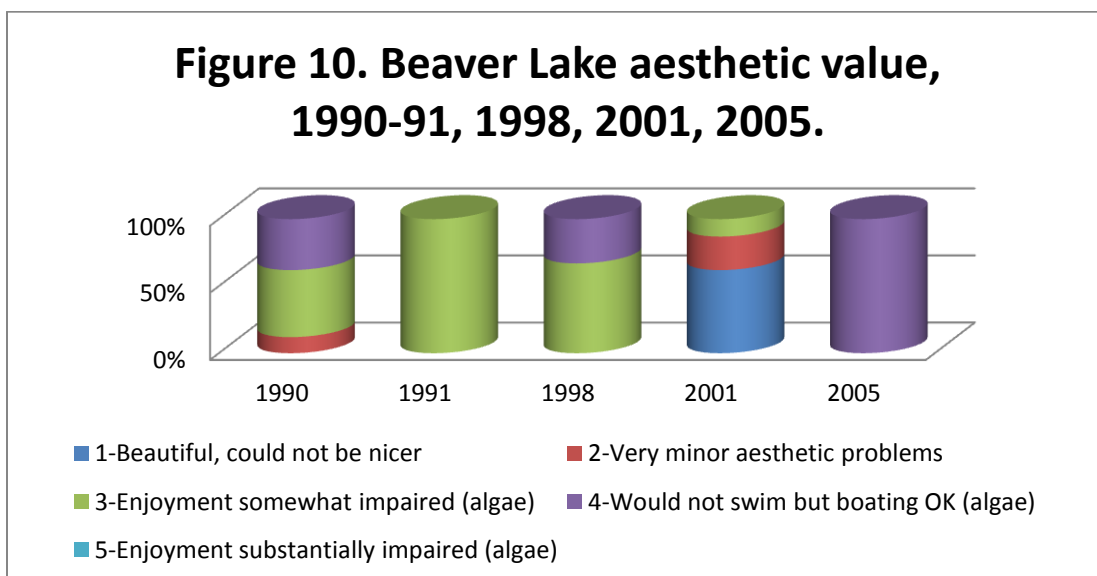 Figure 10. Beaver Lake aesthetic value,
1990-91, 1998, 2001, 2005.
100%
50%
0%
1990 1991 1998 2001 2005
1-Beautiful, could not be nicer 2-Very minor aesthetic problems
3-Enjoyment somewhat impaired (algae) 4-Would not swim but boating OK (algae)
5-Enjoyment substantially impaired (algae)